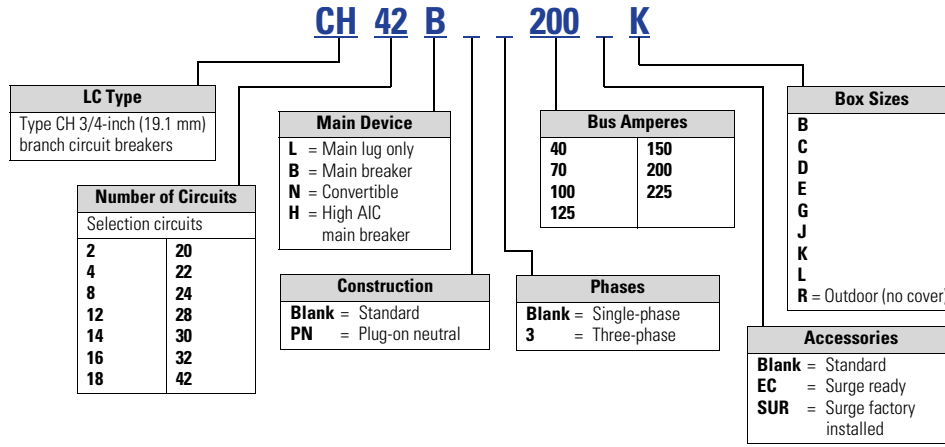 CH 42 B _ _ 200 _ K
LC Type
Type CH 3/4-inch (19.1 mm)
branch circuit breakers
Number of Circuits
Selection circuits
2 20
4 22
8 24
12 28
14 30
16 32
18 42
Main Device
L = Main lug only
B = Main breaker
N = Convertible
H = High AIC
main breaker
Construction
Blank = Standard
PN = Plug-on neutral
Bus Amperes
40 150
70 200
100 225
125
Phases
Blank = Single-phase
3 = Three-phase
Box Sizes
B
C
D
E
G
J
K
L
R = Outdoor (no cover)
Accessories
Blank = Standard
EC = Surge ready
SUR = Surge factory
installed